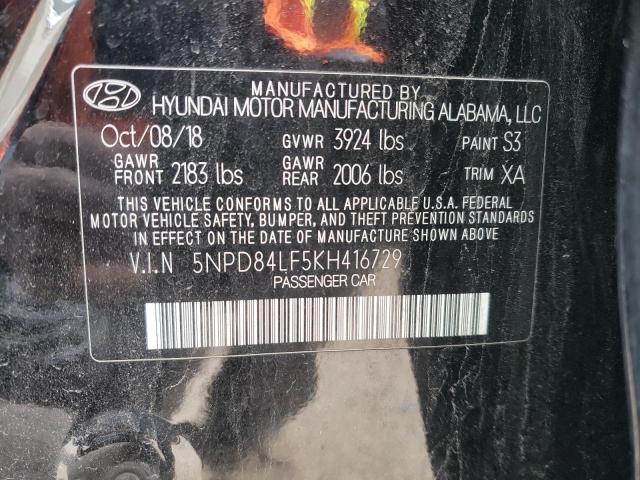 MANUFACTURED BY
HYUNDAI MOTOR MANUFACTURING ALABAMA, LLC
Oct/08/18 GVWR 3924 lbs PAINT S3
GAWR FRONT 2183 lbs GAWR REAR 2006 lbs TRIM XA
THIS VEHICLE CONFORMS TO ALL APPLICABLE U.S.A. FEDERAL
MOTOR VEHICLE SAFETY, BUMPER, AND THEFT PREVENTION STANDARDS
IN EFFECT ON THE DATE OF MANUFACTURE SHOWN ABOVE.
V.I.N 5NPD84LF5KH416729
PASSENGER CAR